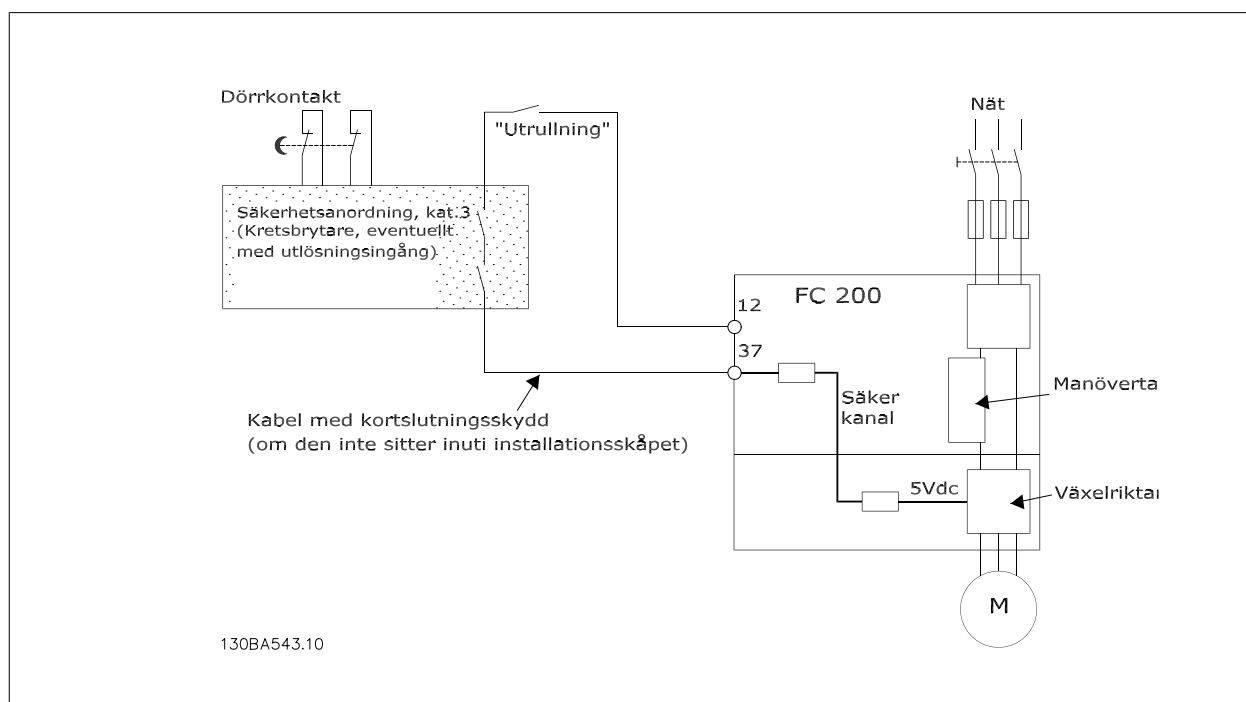 Dörrkontakt
"Utrullning"
Nät
Säkerhetsanordning, kat.3
(Kretsbrytare, eventuellt
med utlösningsingång)
FC 200
12
37
Säker
kanal
Manöverta
Kabel med kortslutningsskydd
(om den inte sitter inuti installationsskåpet)
5Vdc
Växelriktar
M
130BA543.10